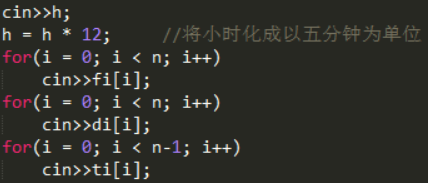 cin>>h;
h = h * 12;     //将小时化成以五分钟为单位
for(i = 0; i < n; i++)
    cin>>fi[i];
for(i = 0; i < n; i++)
    cin>>di[i];
for(i = 0; i < n-1; i++)
    cin>>ti[i];